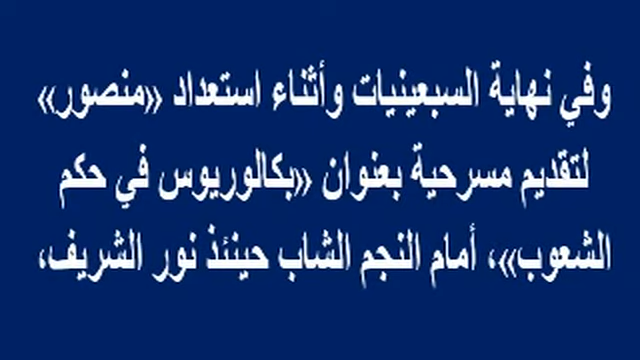 وفي نهاية السبعينيات وأثناء استعداد «منصور»
لتقديم مسرحية بعنوان «بكالوريوس في حكم
الشعوب»، أمام النجم الشاب حينئذ نور الشريف،